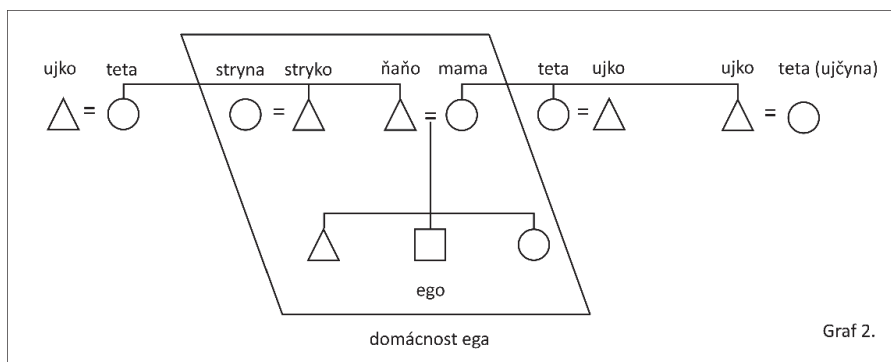 ujko teta stryna stryko ňaňo mama teta ujko ujko teta (ujčyna)
= = = = =
ego
domácnost ega
Graf 2.